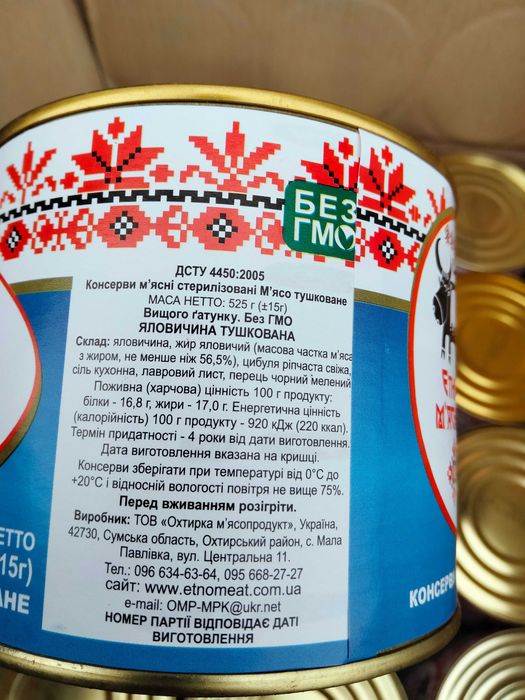 БЕЗ
ГМО
ДСТУ 4450:2005
Консерви м'ясні стерилізовані М'ясо тушковане
МАСА НЕТТО: 525 г (±15г)
Вищого ґатунку. Без ГМО
ЯЛОВИЧИНА ТУШКОВАНА
Склад: яловичина, жир яловичий (масова частка м'яса
з жиром, не менше ніж 56,5%), цибуля ріпчаста свіжа,
сіль кухонна, лавровий лист, перець чорний мелений
Поживна (харчова) цінність 100 г продукту:
білки - 16,8 г, жири - 17,0 г. Енергетична цінність
(калорійність) 100 г продукту - 920 кДж (220 ккал).
Термін придатності - 4 роки від дати виготовлення.
Дата виготовлення вказана на кришці.
Консерви зберігати при температурі від 0°С до
+20°С і відносній вологості повітря не вище 75%.
Перед вживанням розігріти.
Виробник: ТОВ «Охтирка м'ясопродукт», Україна,
42730, Сумська область, Охтирський район, с. Мала
Павлівка, вул. Центральна 11.
Тел.: 096 634-63-64, 095 668-27-27
сайт: www.etnomeat.com.ua
e-mail: OMP-MPK@ukr.net
НОМЕР ПАРТІЇ ВІДПОВІДАЄ ДАТІ
ВИГОТОВЛЕННЯ
ЕТТО
15г)
АНЕ
КОНСЕРВ